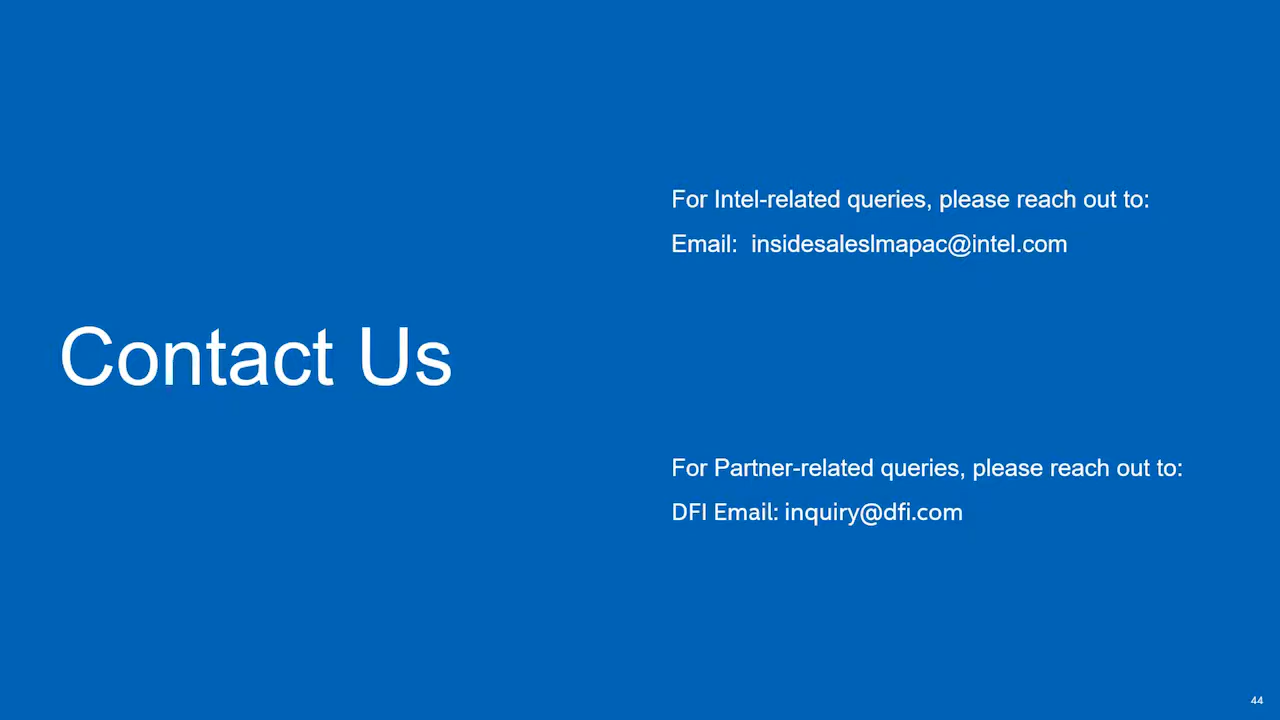 Contact Us
For Intel-related queries, please reach out to:
Email:  insidesaleslmapac@intel.com
For Partner-related queries, please reach out to:
DFI Email: inquiry@dfi.com
44